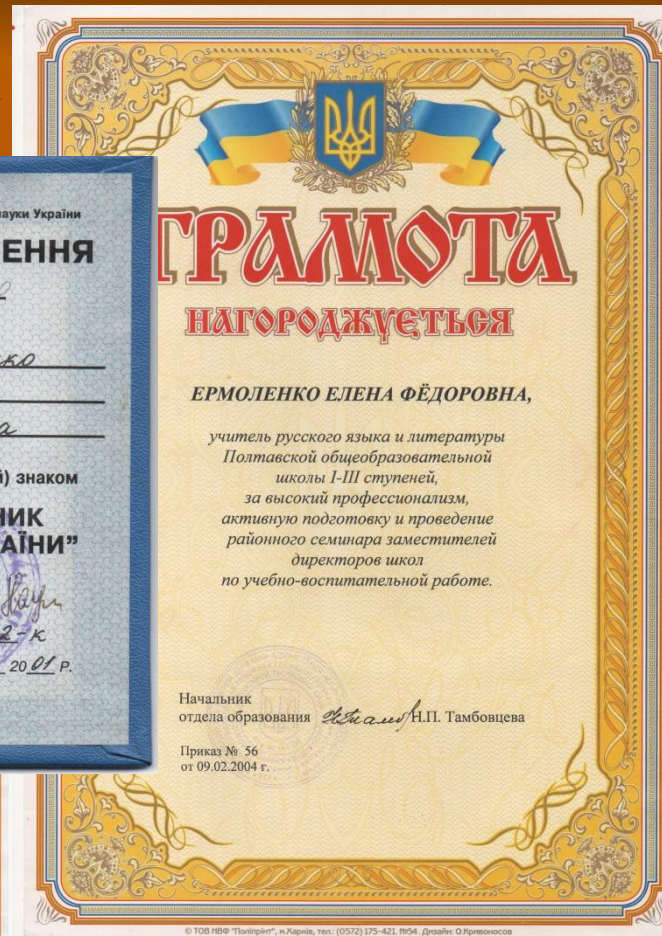 науки України
ЕННЯ
ко
а
й) знаком
НИК
АЇНИ”
2-к
20 01 Р.
ГРАМОТА
НАГОРОДЖУЄТЬСЯ
ЕРМОЛЕНКО ЕЛЕНА ФЁДОРОВНА,
учитель русского языка и литературы
Полтавской общеобразовательной
школы I-III ступеней,
за высокий профессионализм,
активную подготовку и проведение
районного семинара заместителей
директоров школ
по учебно-воспитательной работе.
Начальник
отдела образования Н.П. Тамбовцева
Приказ № 56
от 09.02.2004 г.
© ТОВ НВФ "Поліпрінт", м.Харків, тел.: (0572) 175-421. №54. Дизайн: О.Кривоносов